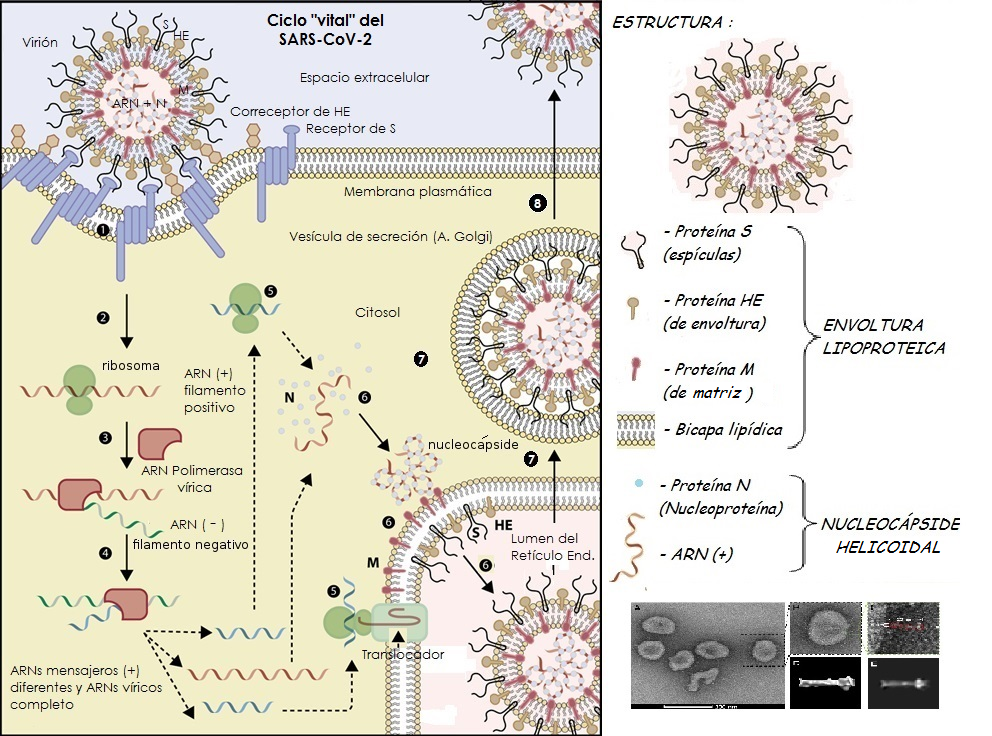 Ciclo "vital" del
SARS-CoV-2
Virión
S
HE
M
ARN + N
Espacio extracelular
Correceptor de HE
Receptor de S
Membrana plasmática
1
8
Vesícula de secreción (A. Golgi)
2
5
Citosol
7
ribosoma
ARN (+)
filamento
positivo
N
6
3
ARN Polimerasa
vírica
nucleocápside
7
ARN ( - )
filamento negativo
4
6
HE
S
Lumen del
Retículo End.
M
6
5
Translocador
ARNs mensajeros (+)
diferentes y ARNs víricos
completo
ESTRUCTURA :
- Proteína S
(espículas)
- Proteína HE
(de envoltura)
- Proteína M
(de matriz )
- Bicapa lipídica
ENVOLTURA
LIPOPROTEICA
- Proteína N
(Nucleoproteína)
- ARN (+)
NUCLEOCÁPSIDE
HELICOIDAL
A